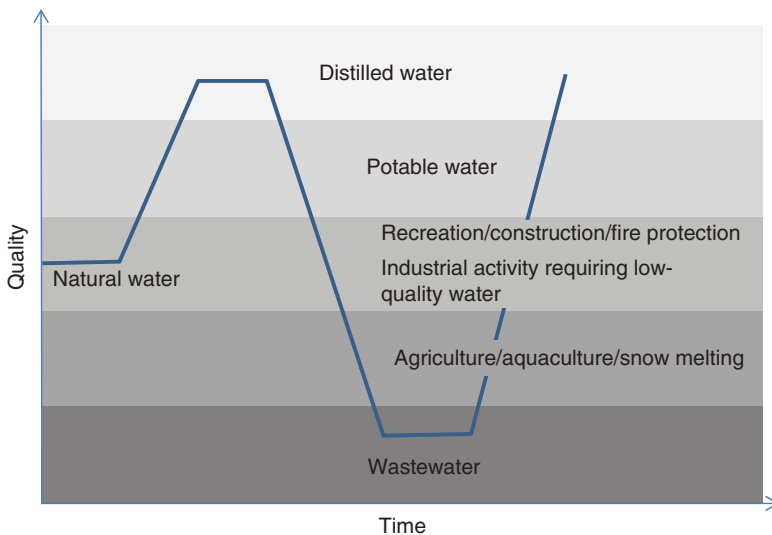 Distilled water
Potable water
Recreation/construction/fire protection
Industrial activity requiring low-
quality water
Natural water
Agriculture/aquaculture/snow melting
Wastewater
Quality
Time